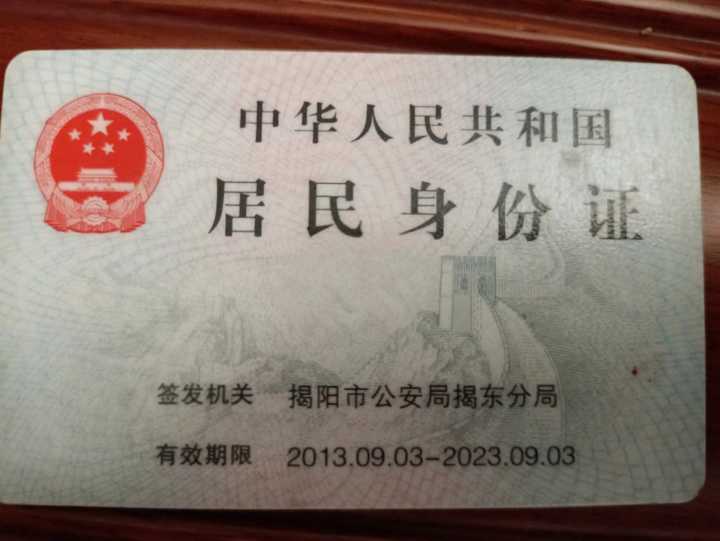 中华人民共和国
居民身份证
签发机关 揭阳市公安局揭东分局
有效期限 2013.09.03-2023.09.03